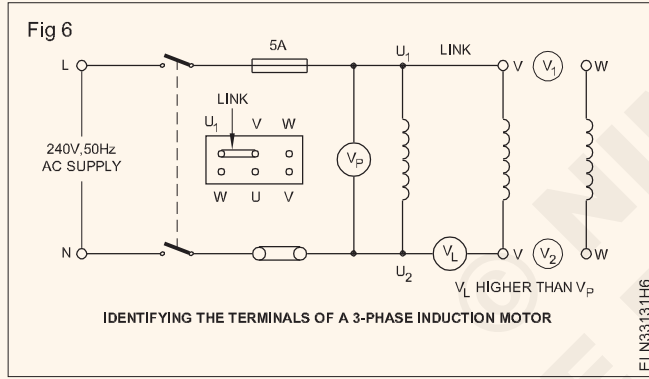 Fig 6
5A
U1
LINK
L
V
V1
W
LINK
U1 V W
240V,50Hz
AC SUPPLY
VP
W U V
N
U2
VL
V
V2
W
VL HIGHER THAN VP
IDENTIFYING THE TERMINALS OF A 3-PHASE INDUCTION MOTOR
ELN33131H6
©